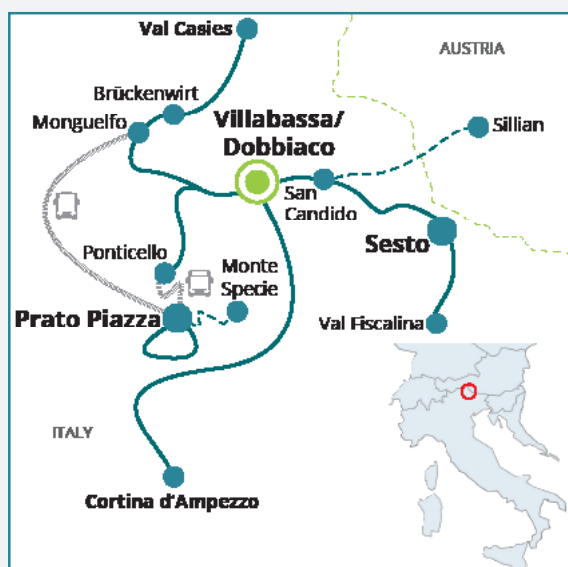 Val Casies
AUSTRIA
Brückenwirt
Monguelfo
Villabassa/
Dobbiaco
Sillian
San
Candido
Sesto
Ponticello
Monte
Specie
Prato Piazza
Val Fiscalina
ITALY
Cortina d'Ampezzo